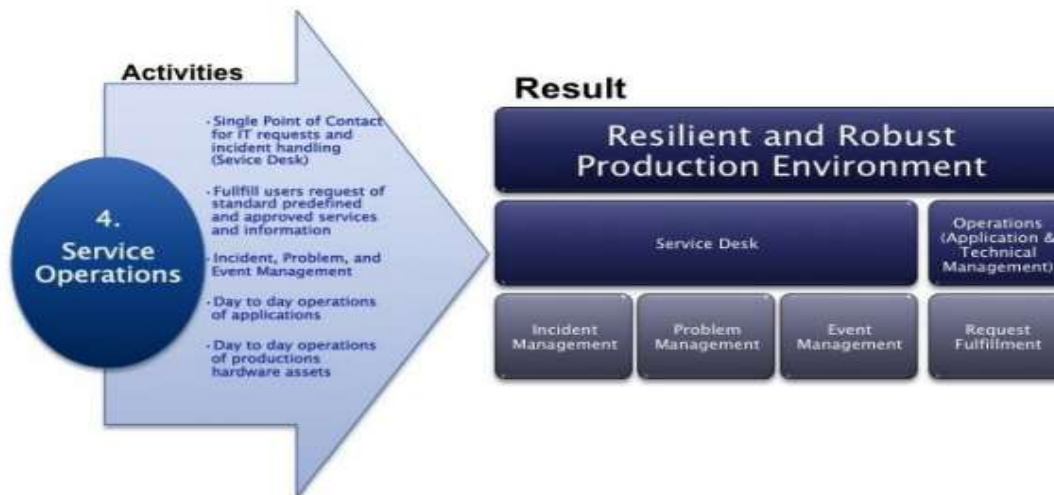 Activities
• Single Point of Contact
for IT requests and
incident handling
(Sevice Desk)
• Fullfill users request of
standard predefined
and approved services
and information
• Incident, Problem, and
Event Management
• Day to day operations
of applications
• Day to day operations
of productions
hardware assets
4.
Service
Operations
Result
Resilient and Robust
Production Environment
Service Desk
Operations
(Application &
Technical
Management)
Incident
Management
Problem
Management
Event
Management
Request
Fulfillment